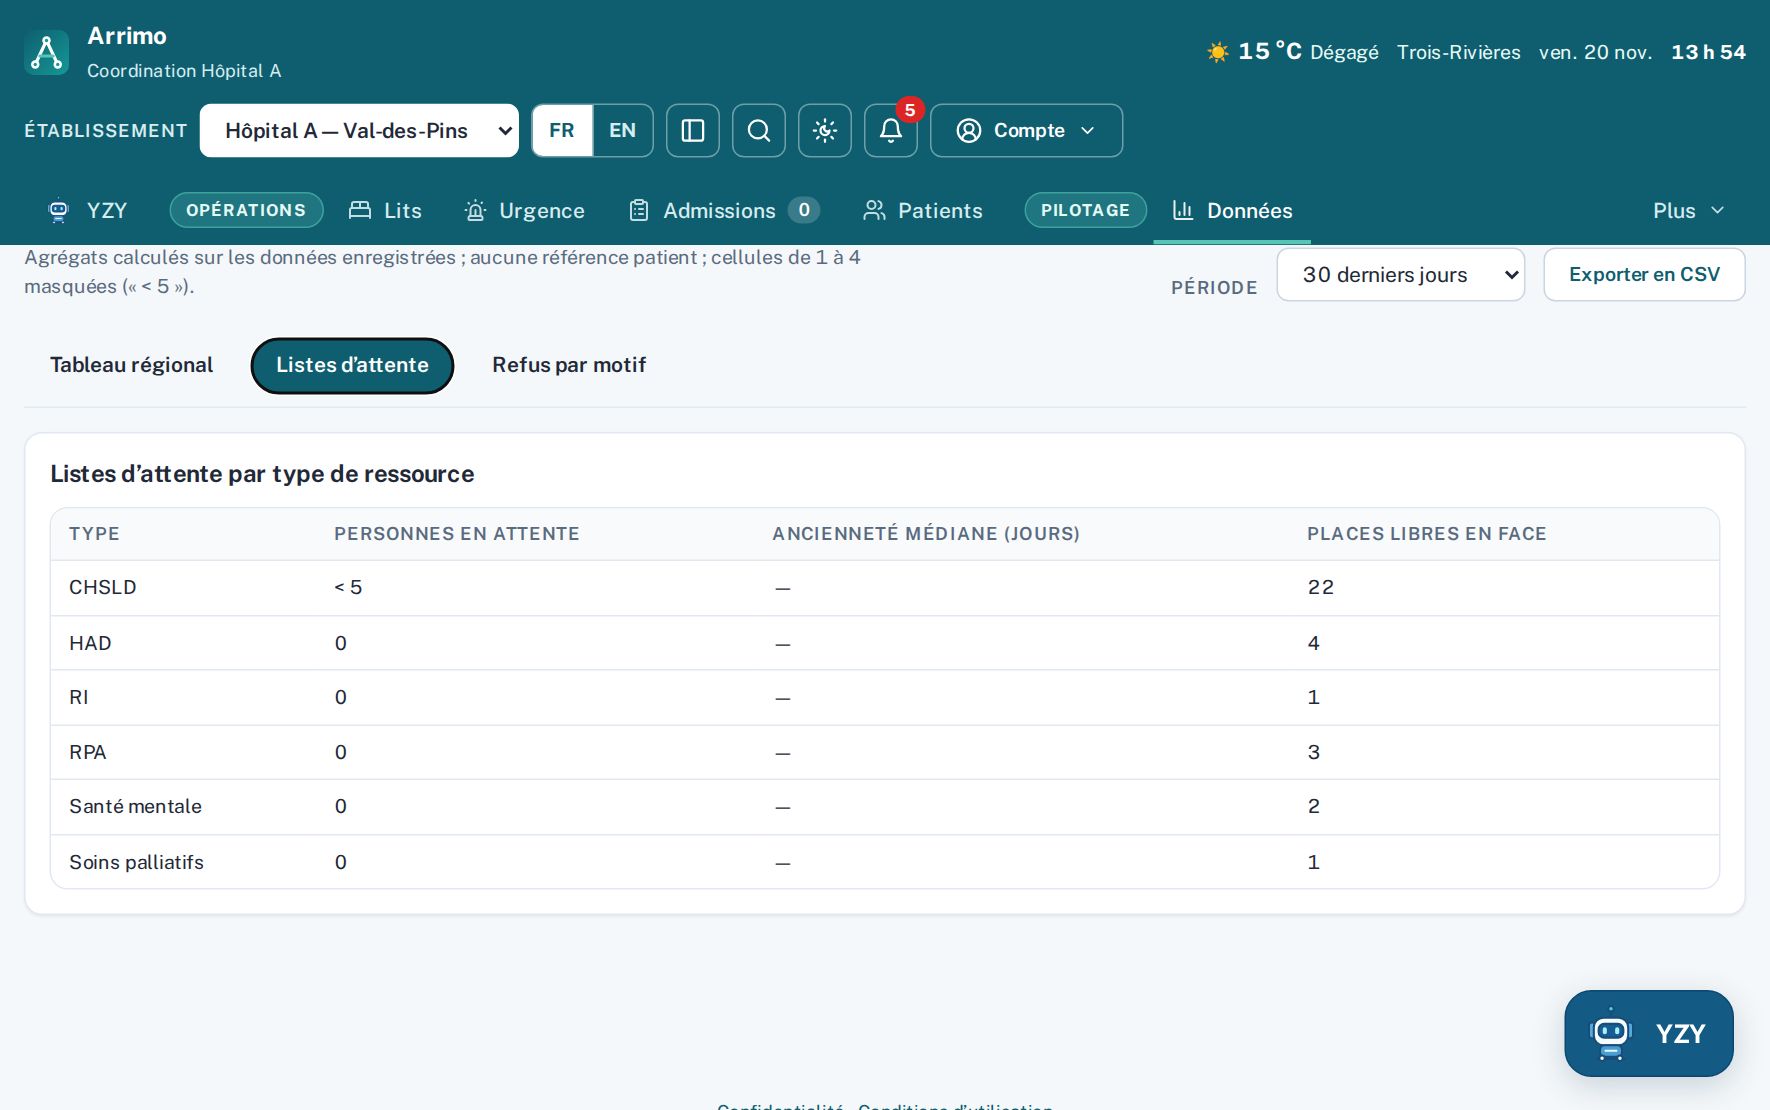 Arrimo
Coordination Hôpital A
15 °C Dégagé Trois-Rivières ven. 20 nov. 13 h 54
ÉTABLISSEMENT Hôpital A — Val-des-Pins FR EN 5 Compte
YZY OPÉRATIONS Lits Urgence Admissions 0 Patients PILOTAGE Données Plus
Agrégats calculés sur les données enregistrées ; aucune référence patient ; cellules de 1 à 4
masquées (« < 5 »).
PÉRIODE 30 derniers jours Exporter en CSV
Tableau régional Listes d’attente Refus par motif
Listes d’attente par type de ressource
TYPE PERSONNES EN ATTENTE ANCIENNETÉ MÉDIANE (JOURS) PLACES LIBRES EN FACE
CHSLD < 5 — 22
HAD 0 — 4
RI 0 — 1
RPA 0 — 3
Santé mentale 0 — 2
Soins palliatifs 0 — 1
YZY
Confidentialité · Conditions d’utilisation